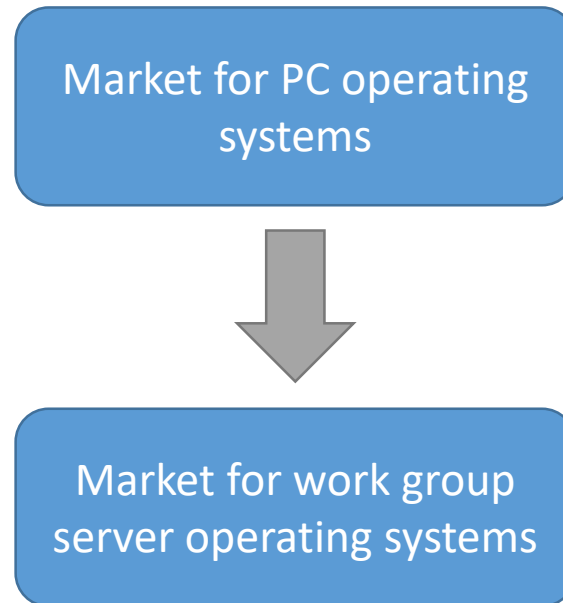 Market for PC operating
systems
Market for work group
server operating systems